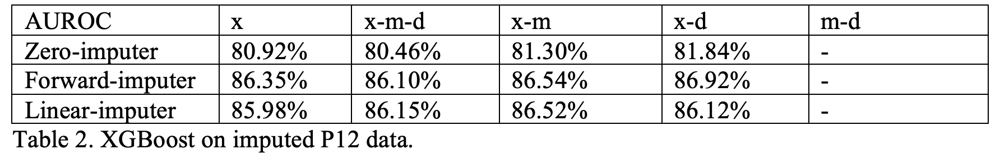 AUROC x x-m-d x-m x-d m-d
Zero-imputer 80.92% 80.46% 81.30% 81.84% -
Forward-imputer 86.35% 86.10% 86.54% 86.92% -
Linear-imputer 85.98% 86.15% 86.52% 86.12% -
Table 2. XGBoost on imputed P12 data.